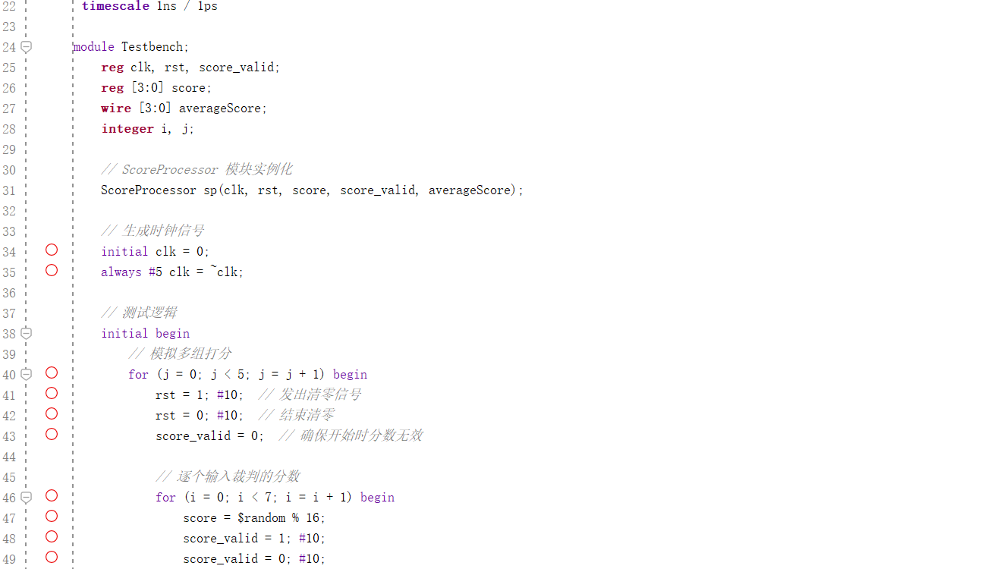 22 timescale 1ns / 1ps
23
24 module Testbench;
25 reg clk, rst, score_valid;
26 reg [3:0] score;
27 wire [3:0] averageScore;
28 integer i, j;
29
30 // ScoreProcessor 模块实例化
31 ScoreProcessor sp(clk, rst, score, score_valid, averageScore);
32
33 // 生成时钟信号
34 initial clk = 0;
35 always #5 clk = ~clk;
36
37 // 测试逻辑
38 initial begin
39 // 模拟多组打分
40 for (j = 0; j < 5; j = j + 1) begin
41 rst = 1; #10; // 发出清零信号
42 rst = 0; #10; // 结束清零
43 score_valid = 0; // 确保开始时分数无效
44
45 // 逐个输入裁判的分数
46 for (i = 0; i < 7; i = i + 1) begin
47 score = $random % 16;
48 score_valid = 1; #10;
49 score_valid = 0; #10;